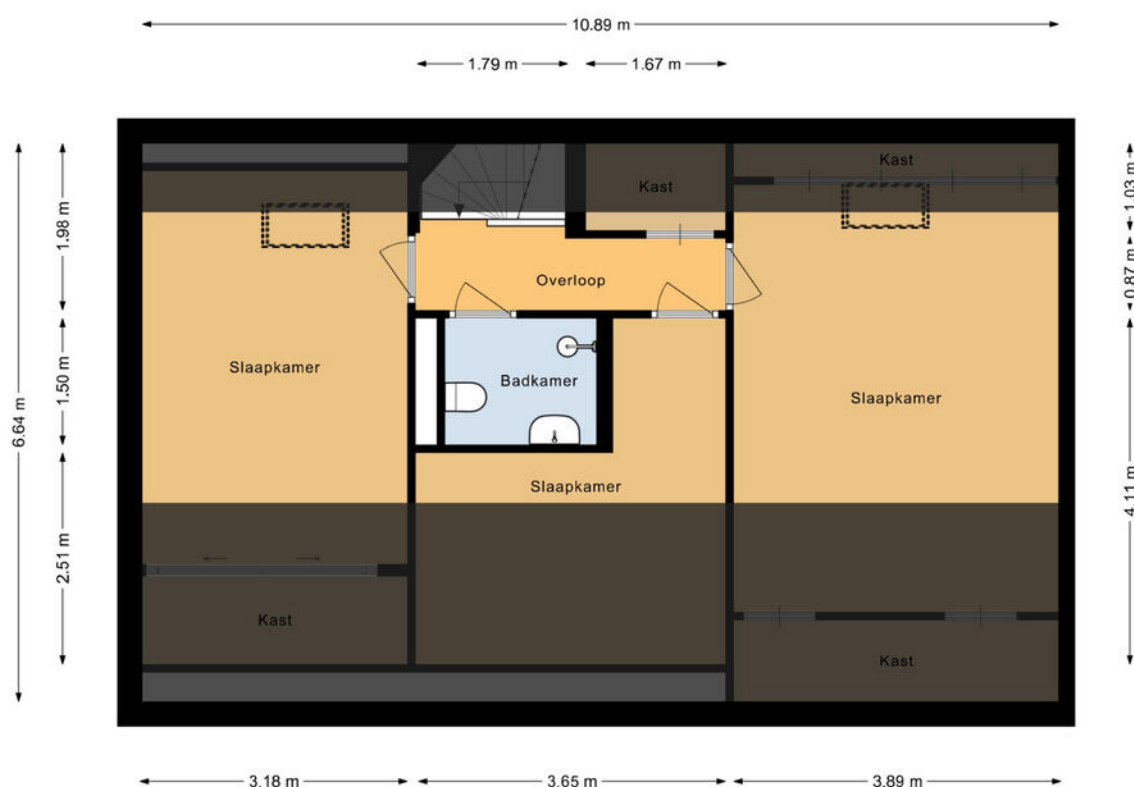 10.89 m
1.79 m
1.67 m
Kast
Kast
1.98 m
1.03 m
0.87 m
Overloop
Slaapkamer
Badkamer
Slaapkamer
1.50 m
6.64 m
Slaapkamer
4.11 m
2.51 m
Kast
Kast
3.18 m
3.65 m
3.89 m